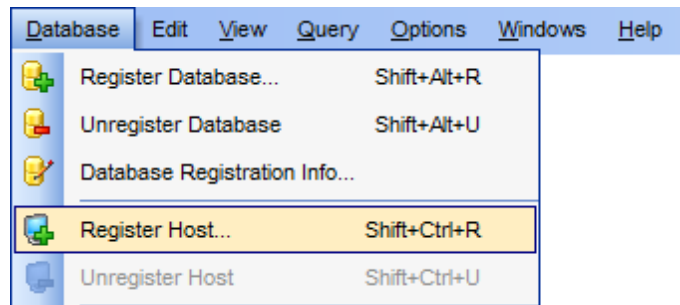 Database Edit View Query Options Windows Help
Register Database... Shift+Alt+R
Unregister Database Shift+Alt+U
Database Registration Info...
Register Host... Shift+Ctrl+R
Unregister Host Shift+Ctrl+U